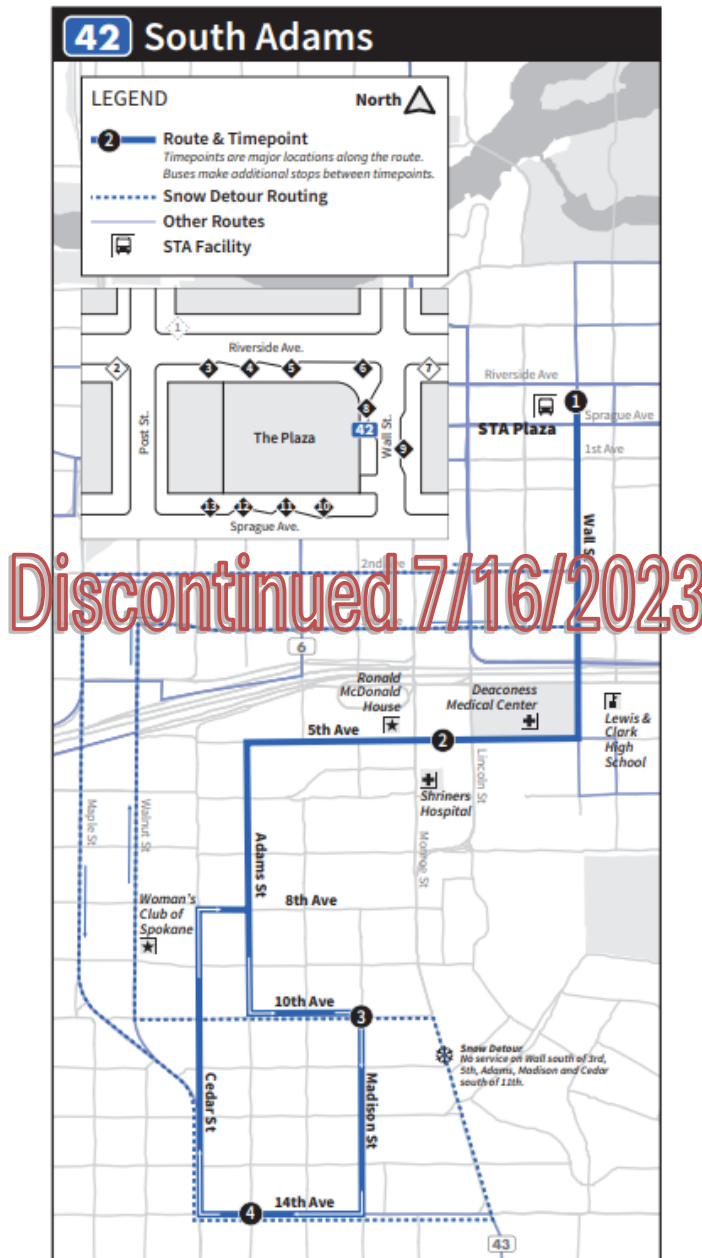 42 South Adams
LEGEND
North
2
Route & Timepoint
Timepoints are major locations along the route.
Buses make additional stops between timepoints.
Snow Detour Routing
Other Routes
STA Facility
1
Riverside Ave.
2
3
4
5
6
7
8
42
Post St.
The Plaza
Wall St.
9
13
12
11
10
Sprague Ave.
Riverside Ave
1
STA Plaza
Sprague Ave
1st Ave
Wall S
2nd Ave
Discontinued 7/16/2023
6
Ronald
McDonald
House
Deaconess
Medical Center
Lewis &
Clark
High
School
5th Ave
2
Shriners
Hospital
Lincoln St
Monroe St
Maple St
Walnut St
Adams St
8th Ave
Woman's
Club of
Spokane
10th Ave
3
Snow Detour
No service on Wall south of 3rd,
5th, Adams, Madison and Cedar
south of 11th.
Cedar St
Madison St
14th Ave
4
43